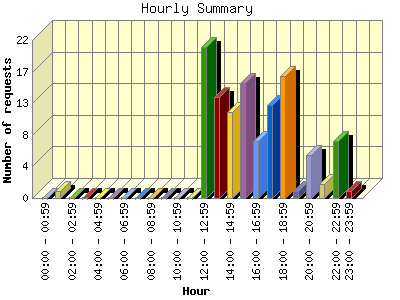 Hourly Summary
Number of requests
22
17
13
8
4
0
00:00 - 00:59
02:00 - 02:59
04:00 - 04:59
06:00 - 06:59
08:00 - 08:59
10:00 - 10:59
12:00 - 12:59
14:00 - 14:59
16:00 - 16:59
18:00 - 18:59
20:00 - 20:59
22:00 - 22:59
23:00 - 23:59
Hour